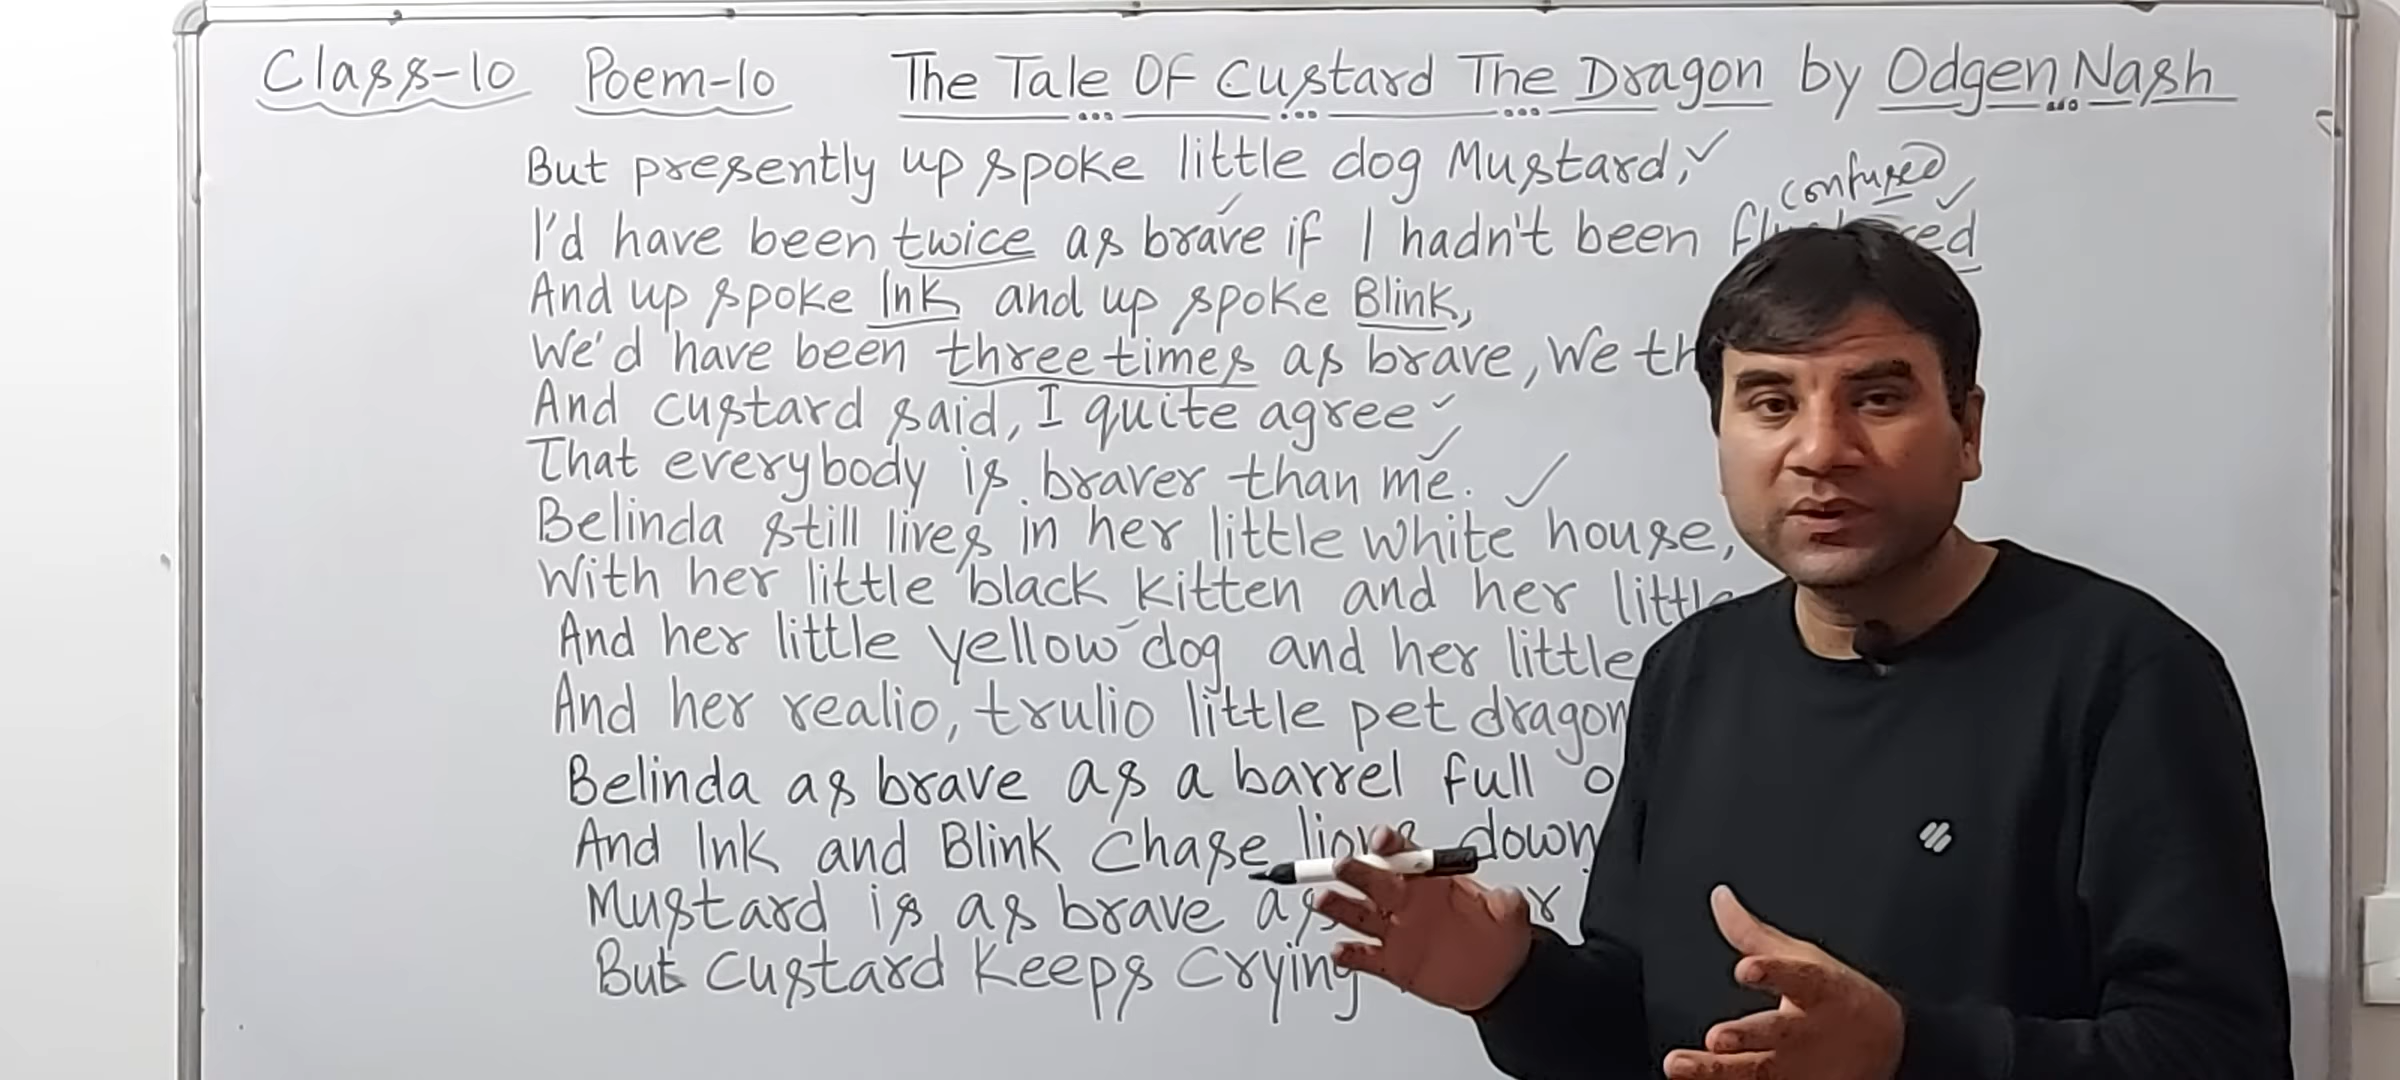 Class-10 Poem-10 The Tale OF Custard The Dragon by Odgen Nash
But presently up spoke little dog Mustard,
confused
I'd have been twice as brave if I hadn't been
And up spoke Ink and up spoke Blink,
We'd have been three times as brave, We
And custard said, I quite agree
That everybody is braver than me.
Belinda still lives in her little white house,
With her little black kitten and her little
And her little yellow dog and her little
And her realio, trulio little pet dragon
Belinda as brave as a barrel full
And Ink and Blink chase lions down
Mustard is as brave as
But Custard keeps crying